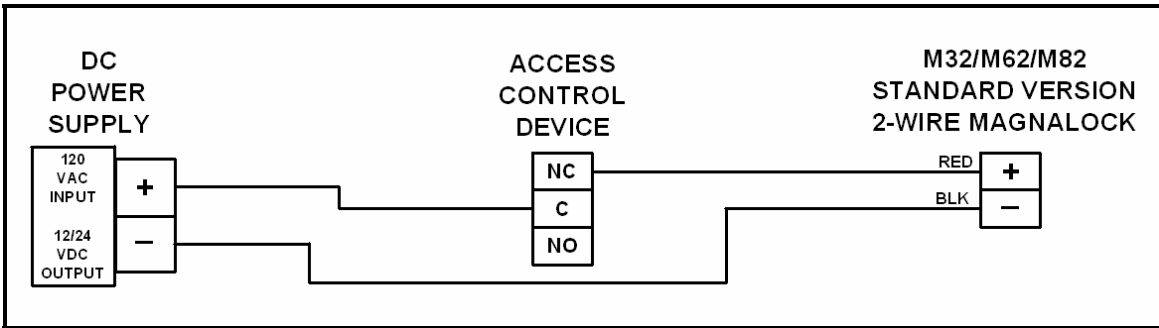 DC
POWER
SUPPLY
120
VAC
INPUT
12/24
VDC
OUTPUT
+
–
ACCESS
CONTROL
DEVICE
NC
C
NO
M32/M62/M82
STANDARD VERSION
2-WIRE MAGNALOCK
RED
+
BLK
–